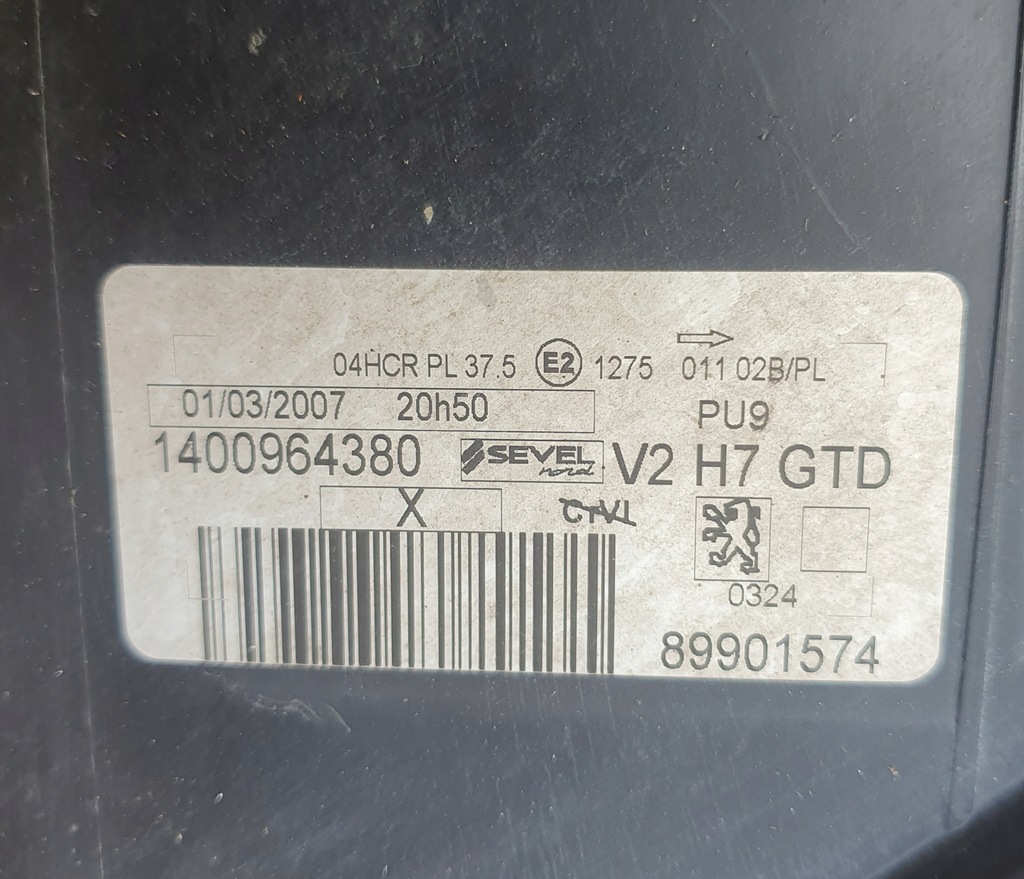 04HCR PL 37.5 E2 1275 011 02B/PL
01/03/2007 20h50 PU9
1400964380 SEVEL nord V2 H7 GTD
X CTVI
0324
89901574